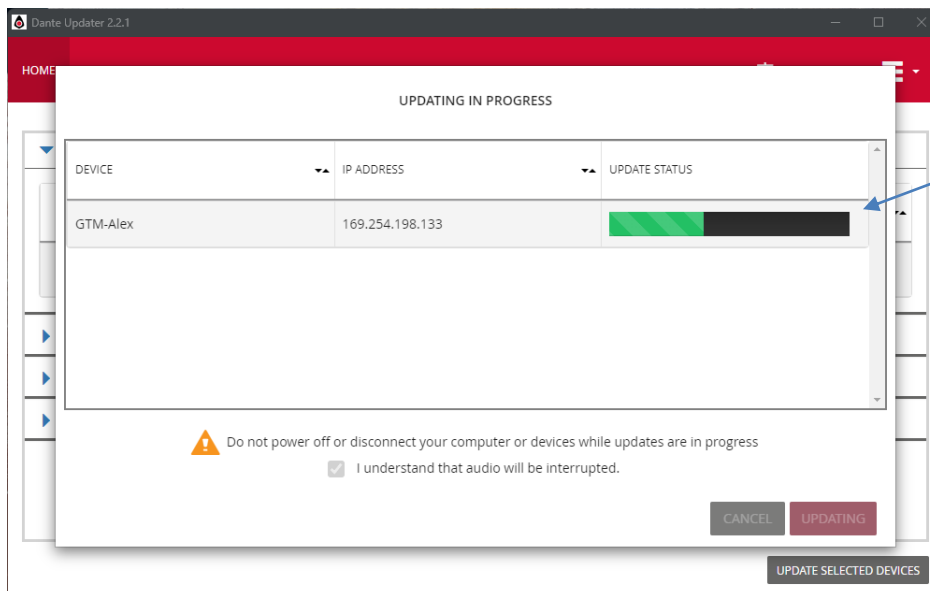 Dante Updater 2.2.1
HOME
UPDATING IN PROGRESS
DEVICE IP ADDRESS UPDATE STATUS
GTM-Alex 169.254.198.133
Do not power off or disconnect your computer or devices while updates are in progress
I understand that audio will be interrupted.
CANCEL UPDATING
UPDATE SELECTED DEVICES